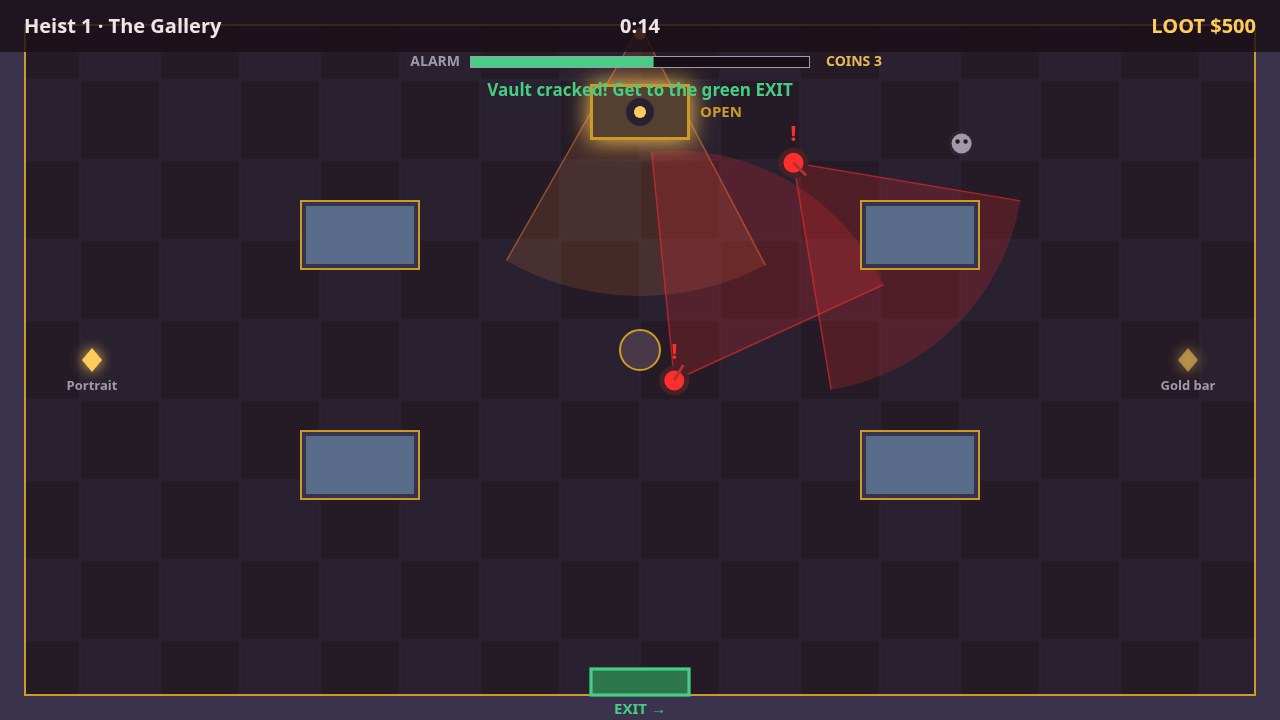 Heist 1 · The Gallery
0:14
LOOT $500
ALARM
COINS 3
Vault cracked! Get to the green EXIT
OPEN
!
!
Portrait
Gold bar
EXIT →